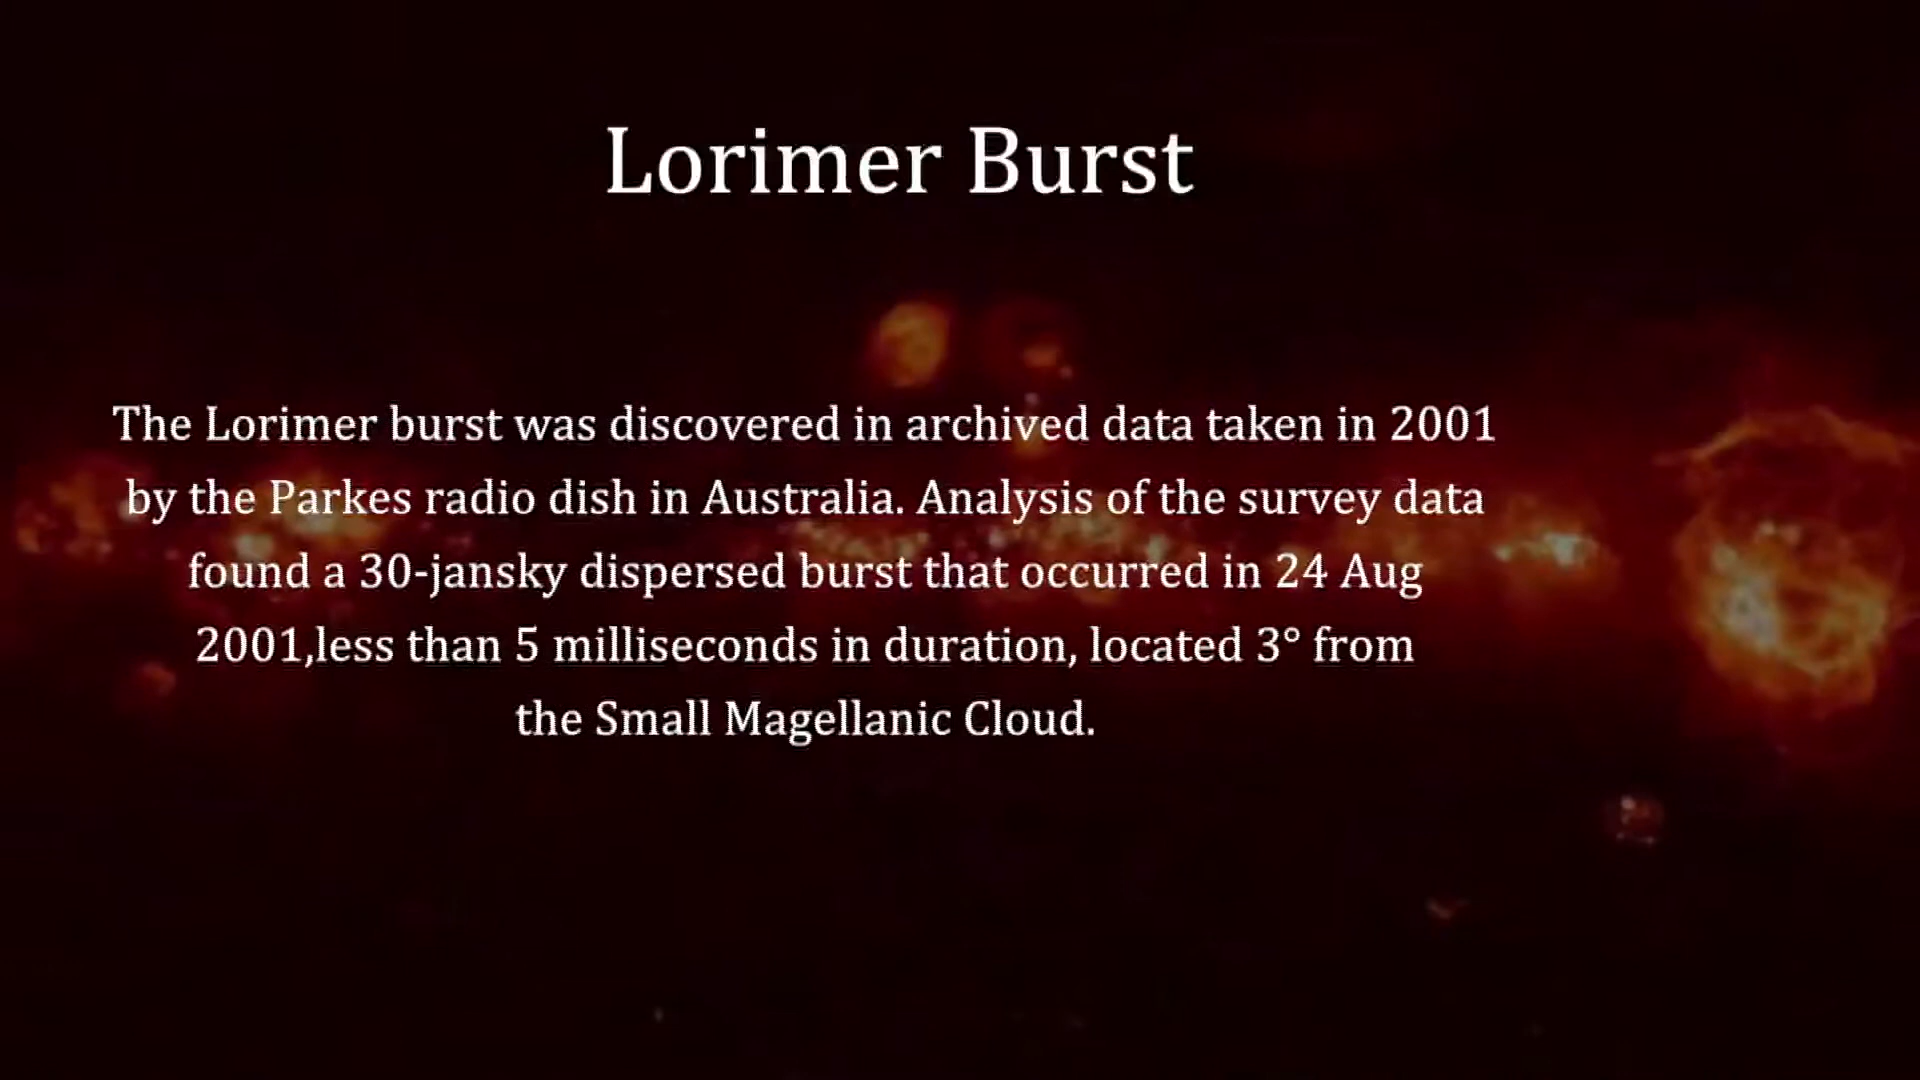 Lorimer Burst
The Lorimer burst was discovered in archived data taken in 2001
by the Parkes radio dish in Australia. Analysis of the survey data
found a 30-jansky dispersed burst that occurred in 24 Aug
2001,less than 5 milliseconds in duration, located 3° from
the Small Magellanic Cloud.